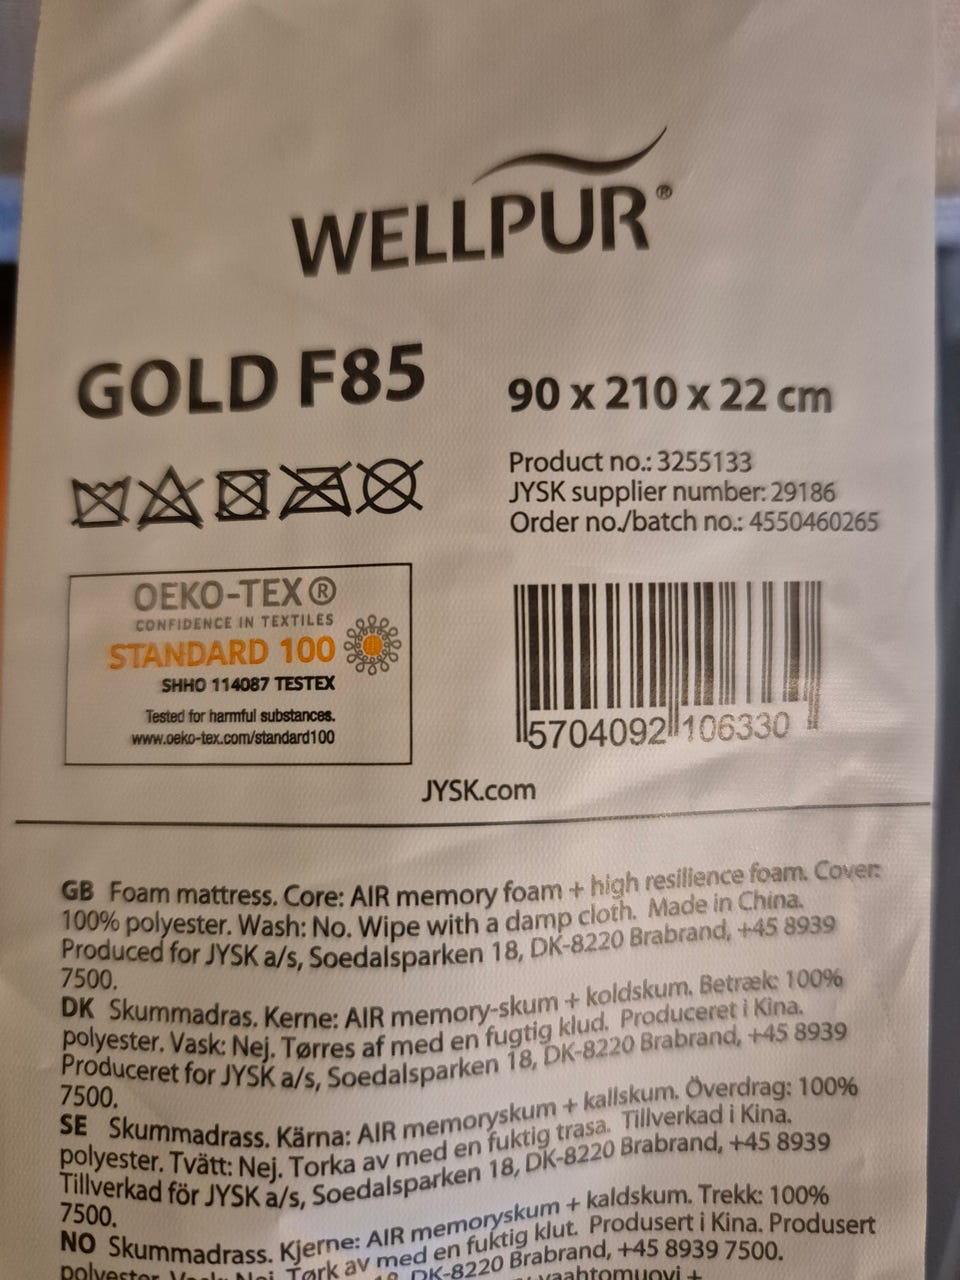 WELLPUR®
GOLD F85
90 x 210 x 22 cm
Product no.: 3255133
JYSK supplier number: 29186
Order no./batch no.: 4550460265
OEKO-TEX®
CONFIDENCE IN TEXTILES
STANDARD 100
SHHO 114087 TESTEX
Tested for harmful substances.
www.oeko-tex.com/standard100
5704092106330
JYSK.com
GB Foam mattress. Core: AIR memory foam + high resilience foam. Cover:
100% polyester. Wash: No. Wipe with a damp cloth. Made in China.
Produced for JYSK a/s, Soedalsparken 18, DK-8220 Brabrand, +45 8939
7500.
DK Skummadras. Kerne: AIR memory-skum + koldskum. Betræk: 100%
polyester. Vask: Nej. Tørres af med en fugtig klud. Produceret i Kina.
Produceret for JYSK a/s, Soedalsparken 18, DK-8220 Brabrand, +45 8939
7500.
SE Skummadrass. Kärna: AIR memoryskum + kallskum. Överdrag: 100%
polyester. Tvätt: Nej. Torka av med en fuktig trasa. Tillverkad i Kina.
Tillverkad för JYSK a/s, Soedalsparken 18, DK-8220 Brabrand, +45 8939
7500.
NO Skummadrass. Kjerne: AIR memoryskum + kaldskum. Trekk: 100%
polyester. Vask: Nei. Tørk av med en fuktig klut. Produsert i Kina. Produsert
18, DK-8220 Brabrand, +45 8939 7500.
vaahtomuovi +